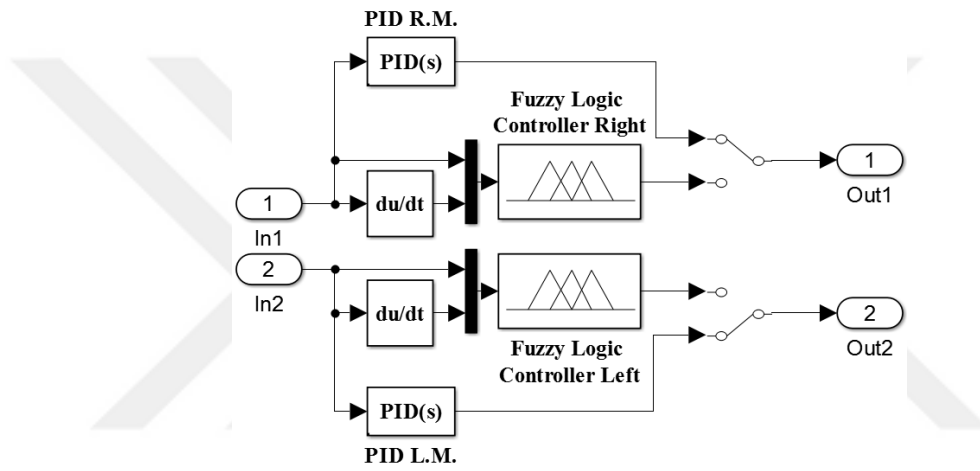 PID R.M.
PID(s)
Fuzzy Logic
Controller Right
1
Out1
du/dt
1
In1
2
In2
du/dt
Fuzzy Logic
Controller Left
2
Out2
PID(s)
PID L.M.